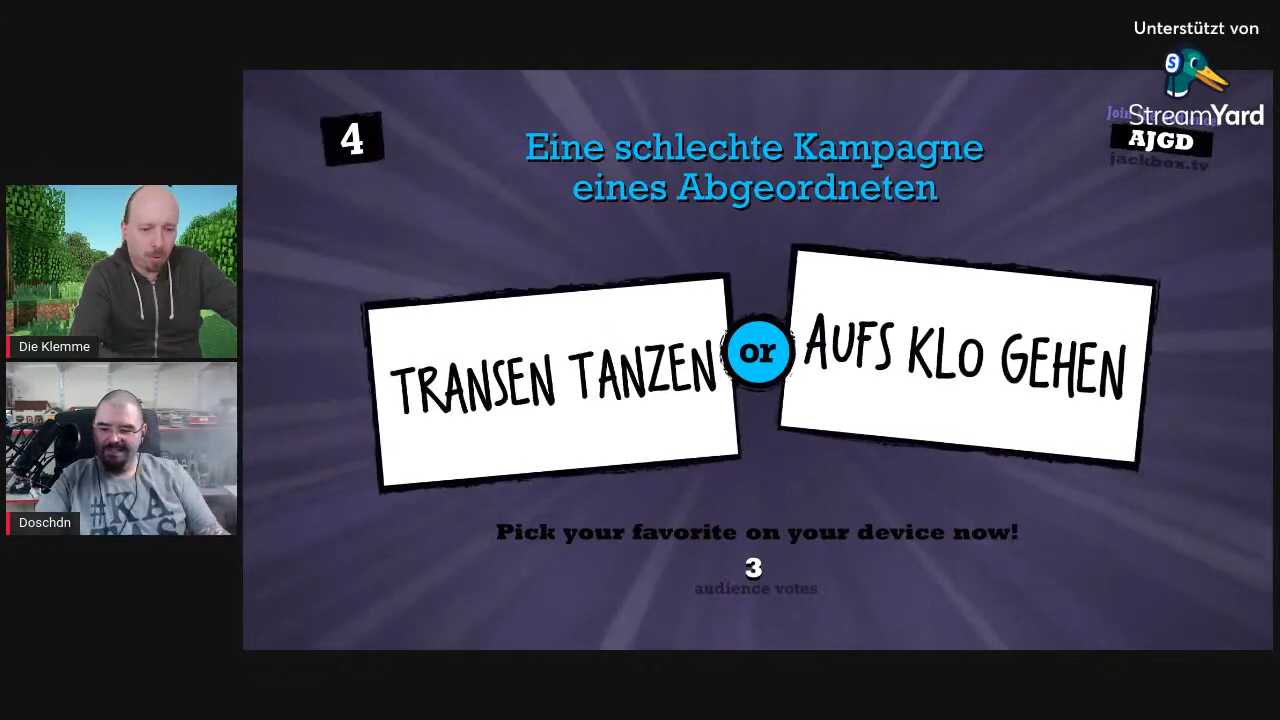 Unterstützt von
StreamYard
AJGD
jackbox.tv
4
Eine schlechte Kampagne
eines Abgeordneten
TRANSEN TANZEN
or
AUFS KLO GEHEN
Die Klemme
Doschdn
Pick your favorite on your device now!
3
audience votes